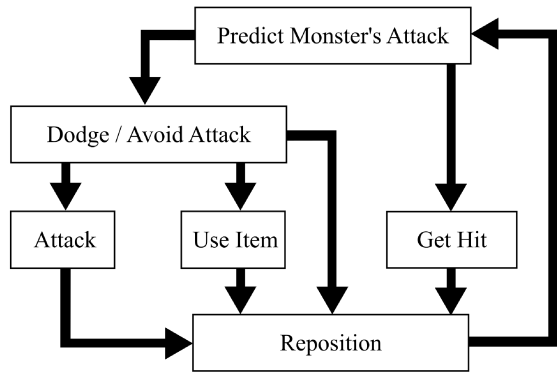 Predict Monster's Attack
Dodge / Avoid Attack
Attack
Use Item
Get Hit
Reposition